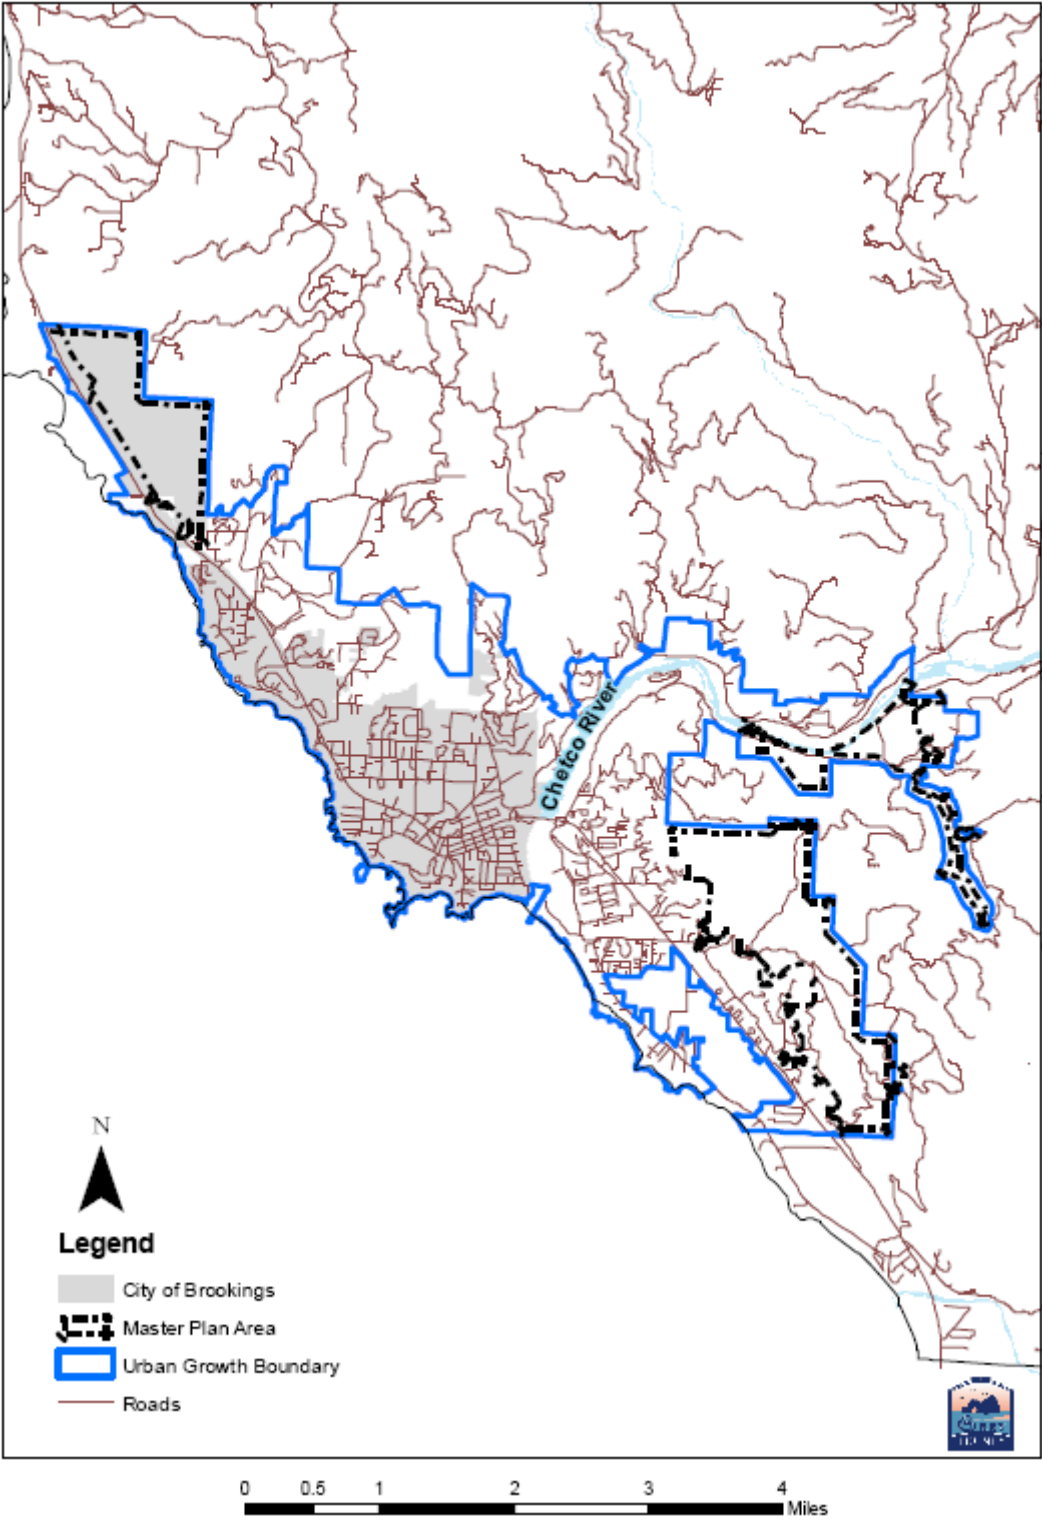 Chetco River
N
Legend
City of Brookings
Master Plan Area
Urban Growth Boundary
Roads
0 0.5 1 2 3 4
Miles